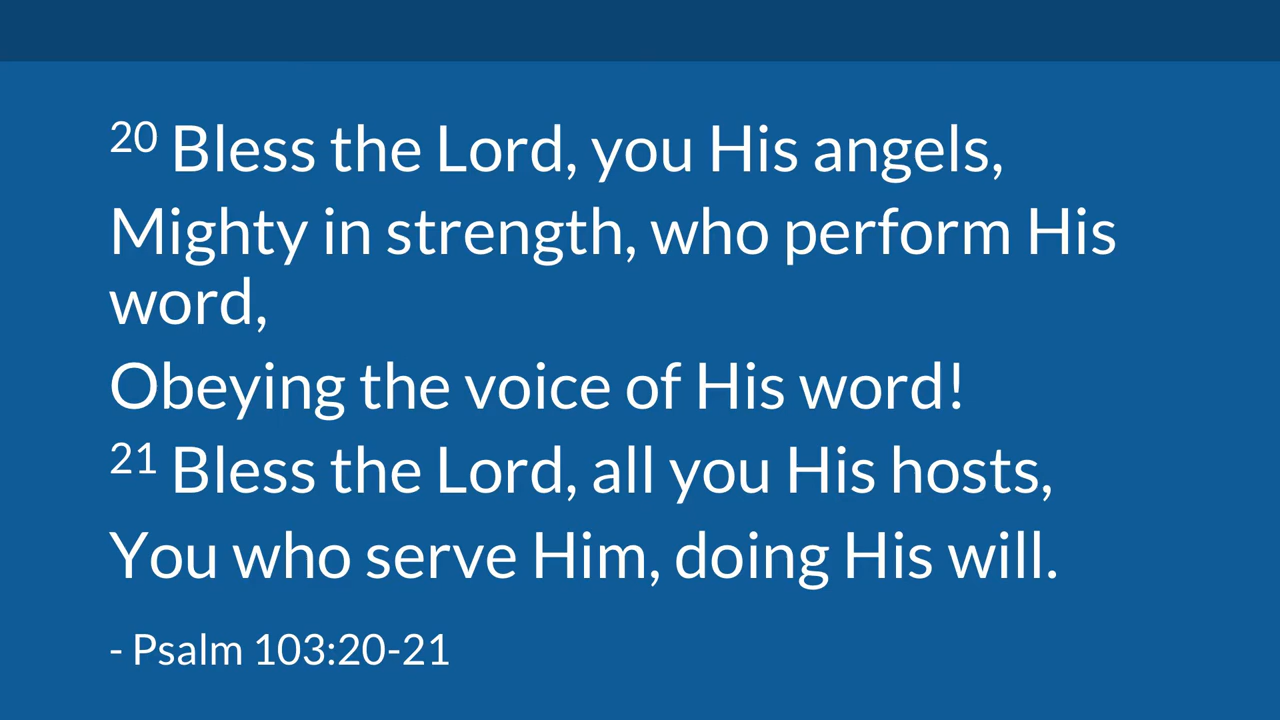 20 Bless the Lord, you His angels,
Mighty in strength, who perform His
word,
Obeying the voice of His word!
21 Bless the Lord, all you His hosts,
You who serve Him, doing His will.
- Psalm 103:20-21